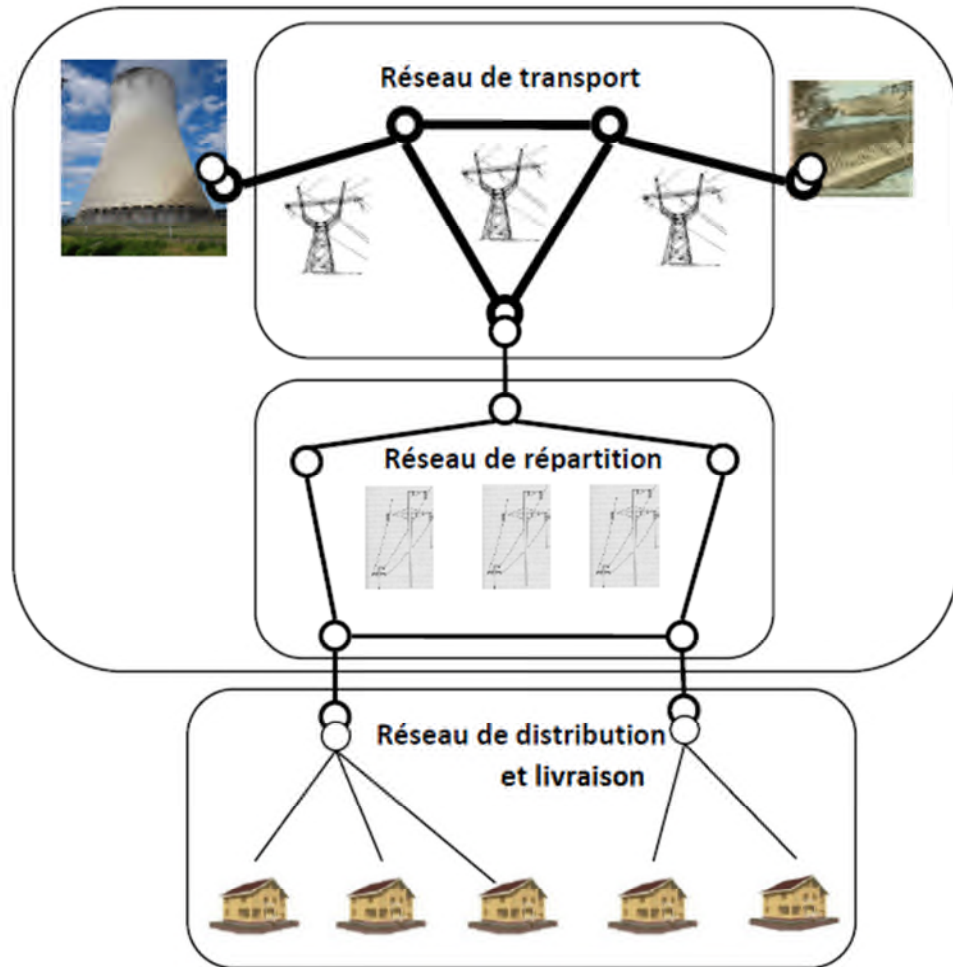 Réseau de transport
Réseau de répartition
Réseau de distribution
et livraison